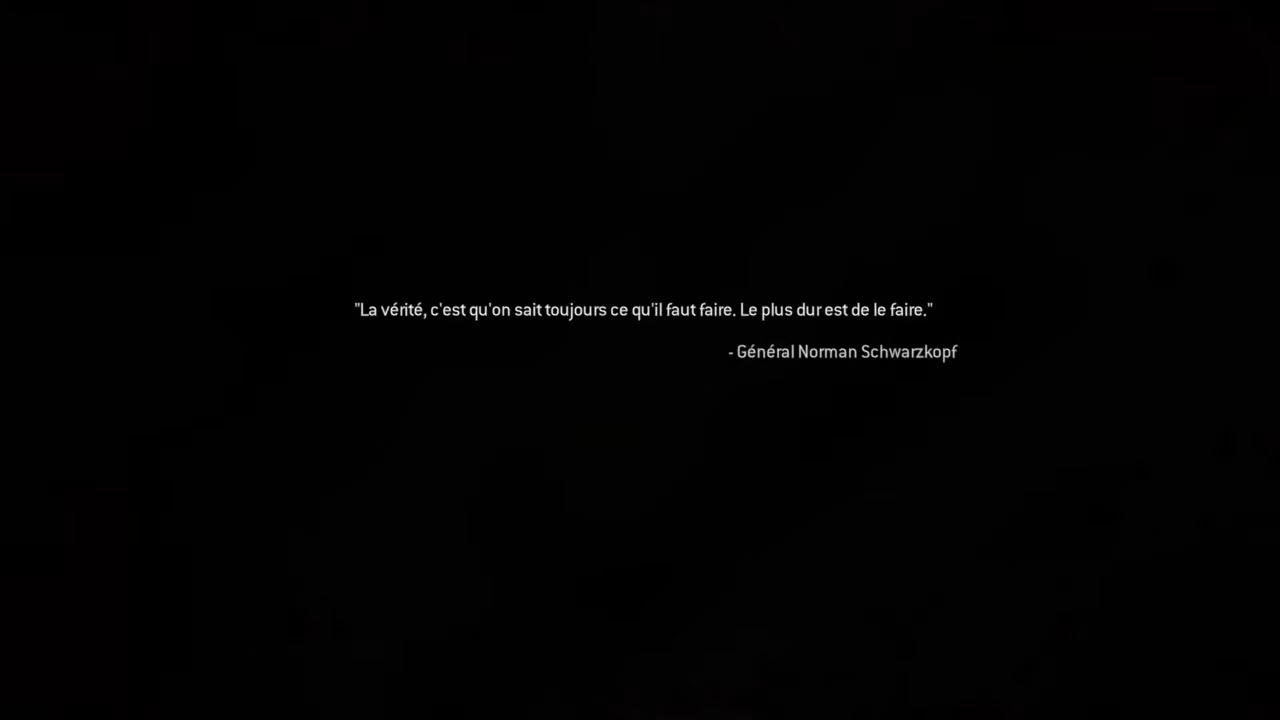 "La vérité, c'est qu'on sait toujours ce qu'il faut faire. Le plus dur est de le faire."
- Général Norman Schwarzkopf